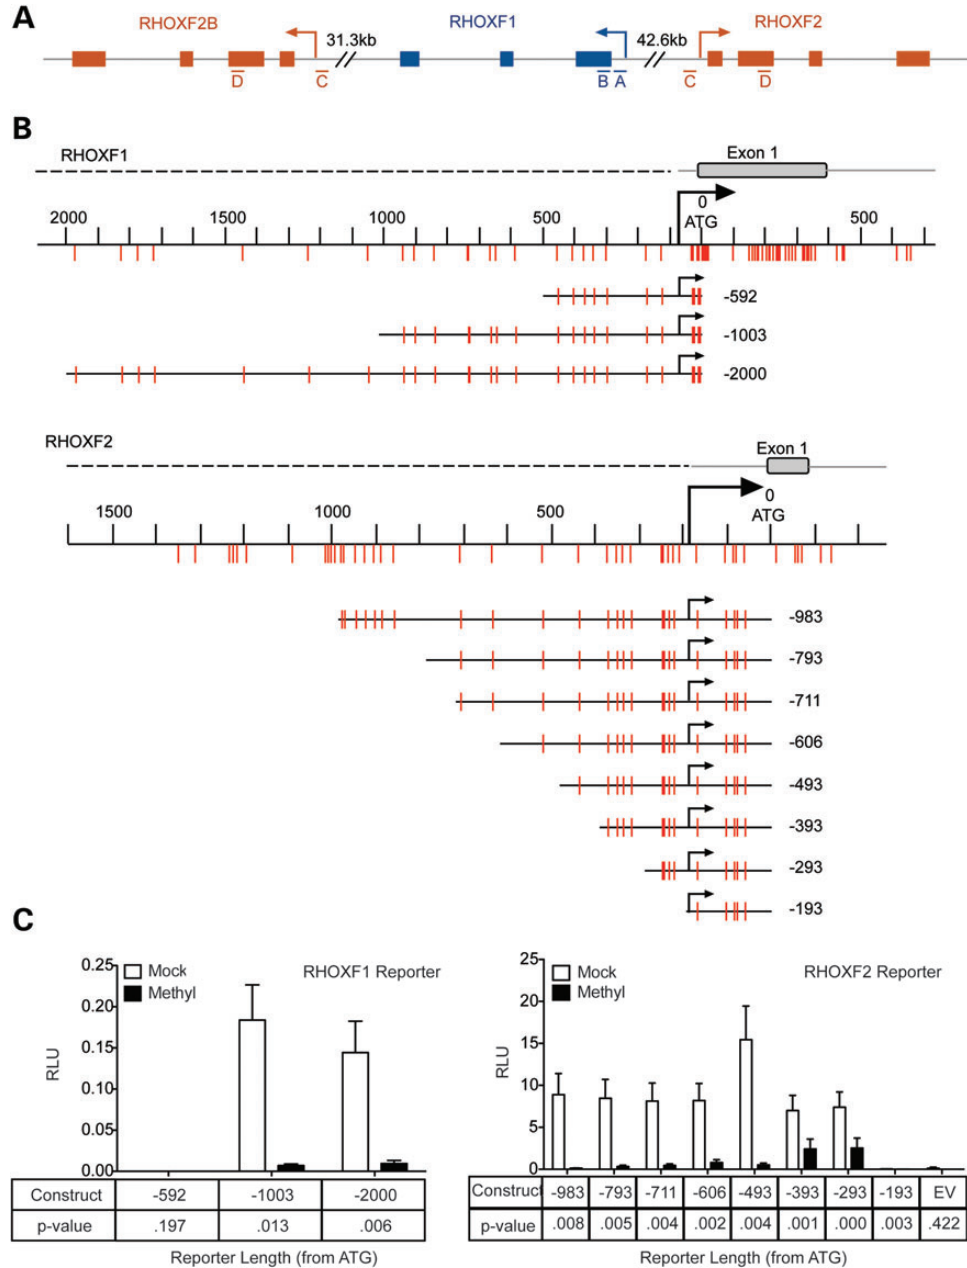 A
RHOXF2B
RHOXF1
RHOXF2
31.3kb
42.6kb
D
C
B
A
C
D
B
RHOXF1
Exon 1
2000
1500
1000
500
0
ATG
500
-592
-1003
-2000
RHOXF2
Exon 1
1500
1000
500
0
ATG
-983
-793
-711
-606
-493
-393
-293
-193
C
RHOXF1 Reporter
Mock
Methyl
RLU
0.25
0.20
0.15
0.10
0.05
0.00
Construct -592 -1003 -2000
p-value .197 .013 .006
Reporter Length (from ATG)
RHOXF2 Reporter
Mock
Methyl
RLU
25
20
15
10
5
0
Construct -983 -793 -711 -606 -493 -393 -293 -193 EV
p-value .008 .005 .004 .002 .004 .001 .000 .003 .422
Reporter Length (from ATG)